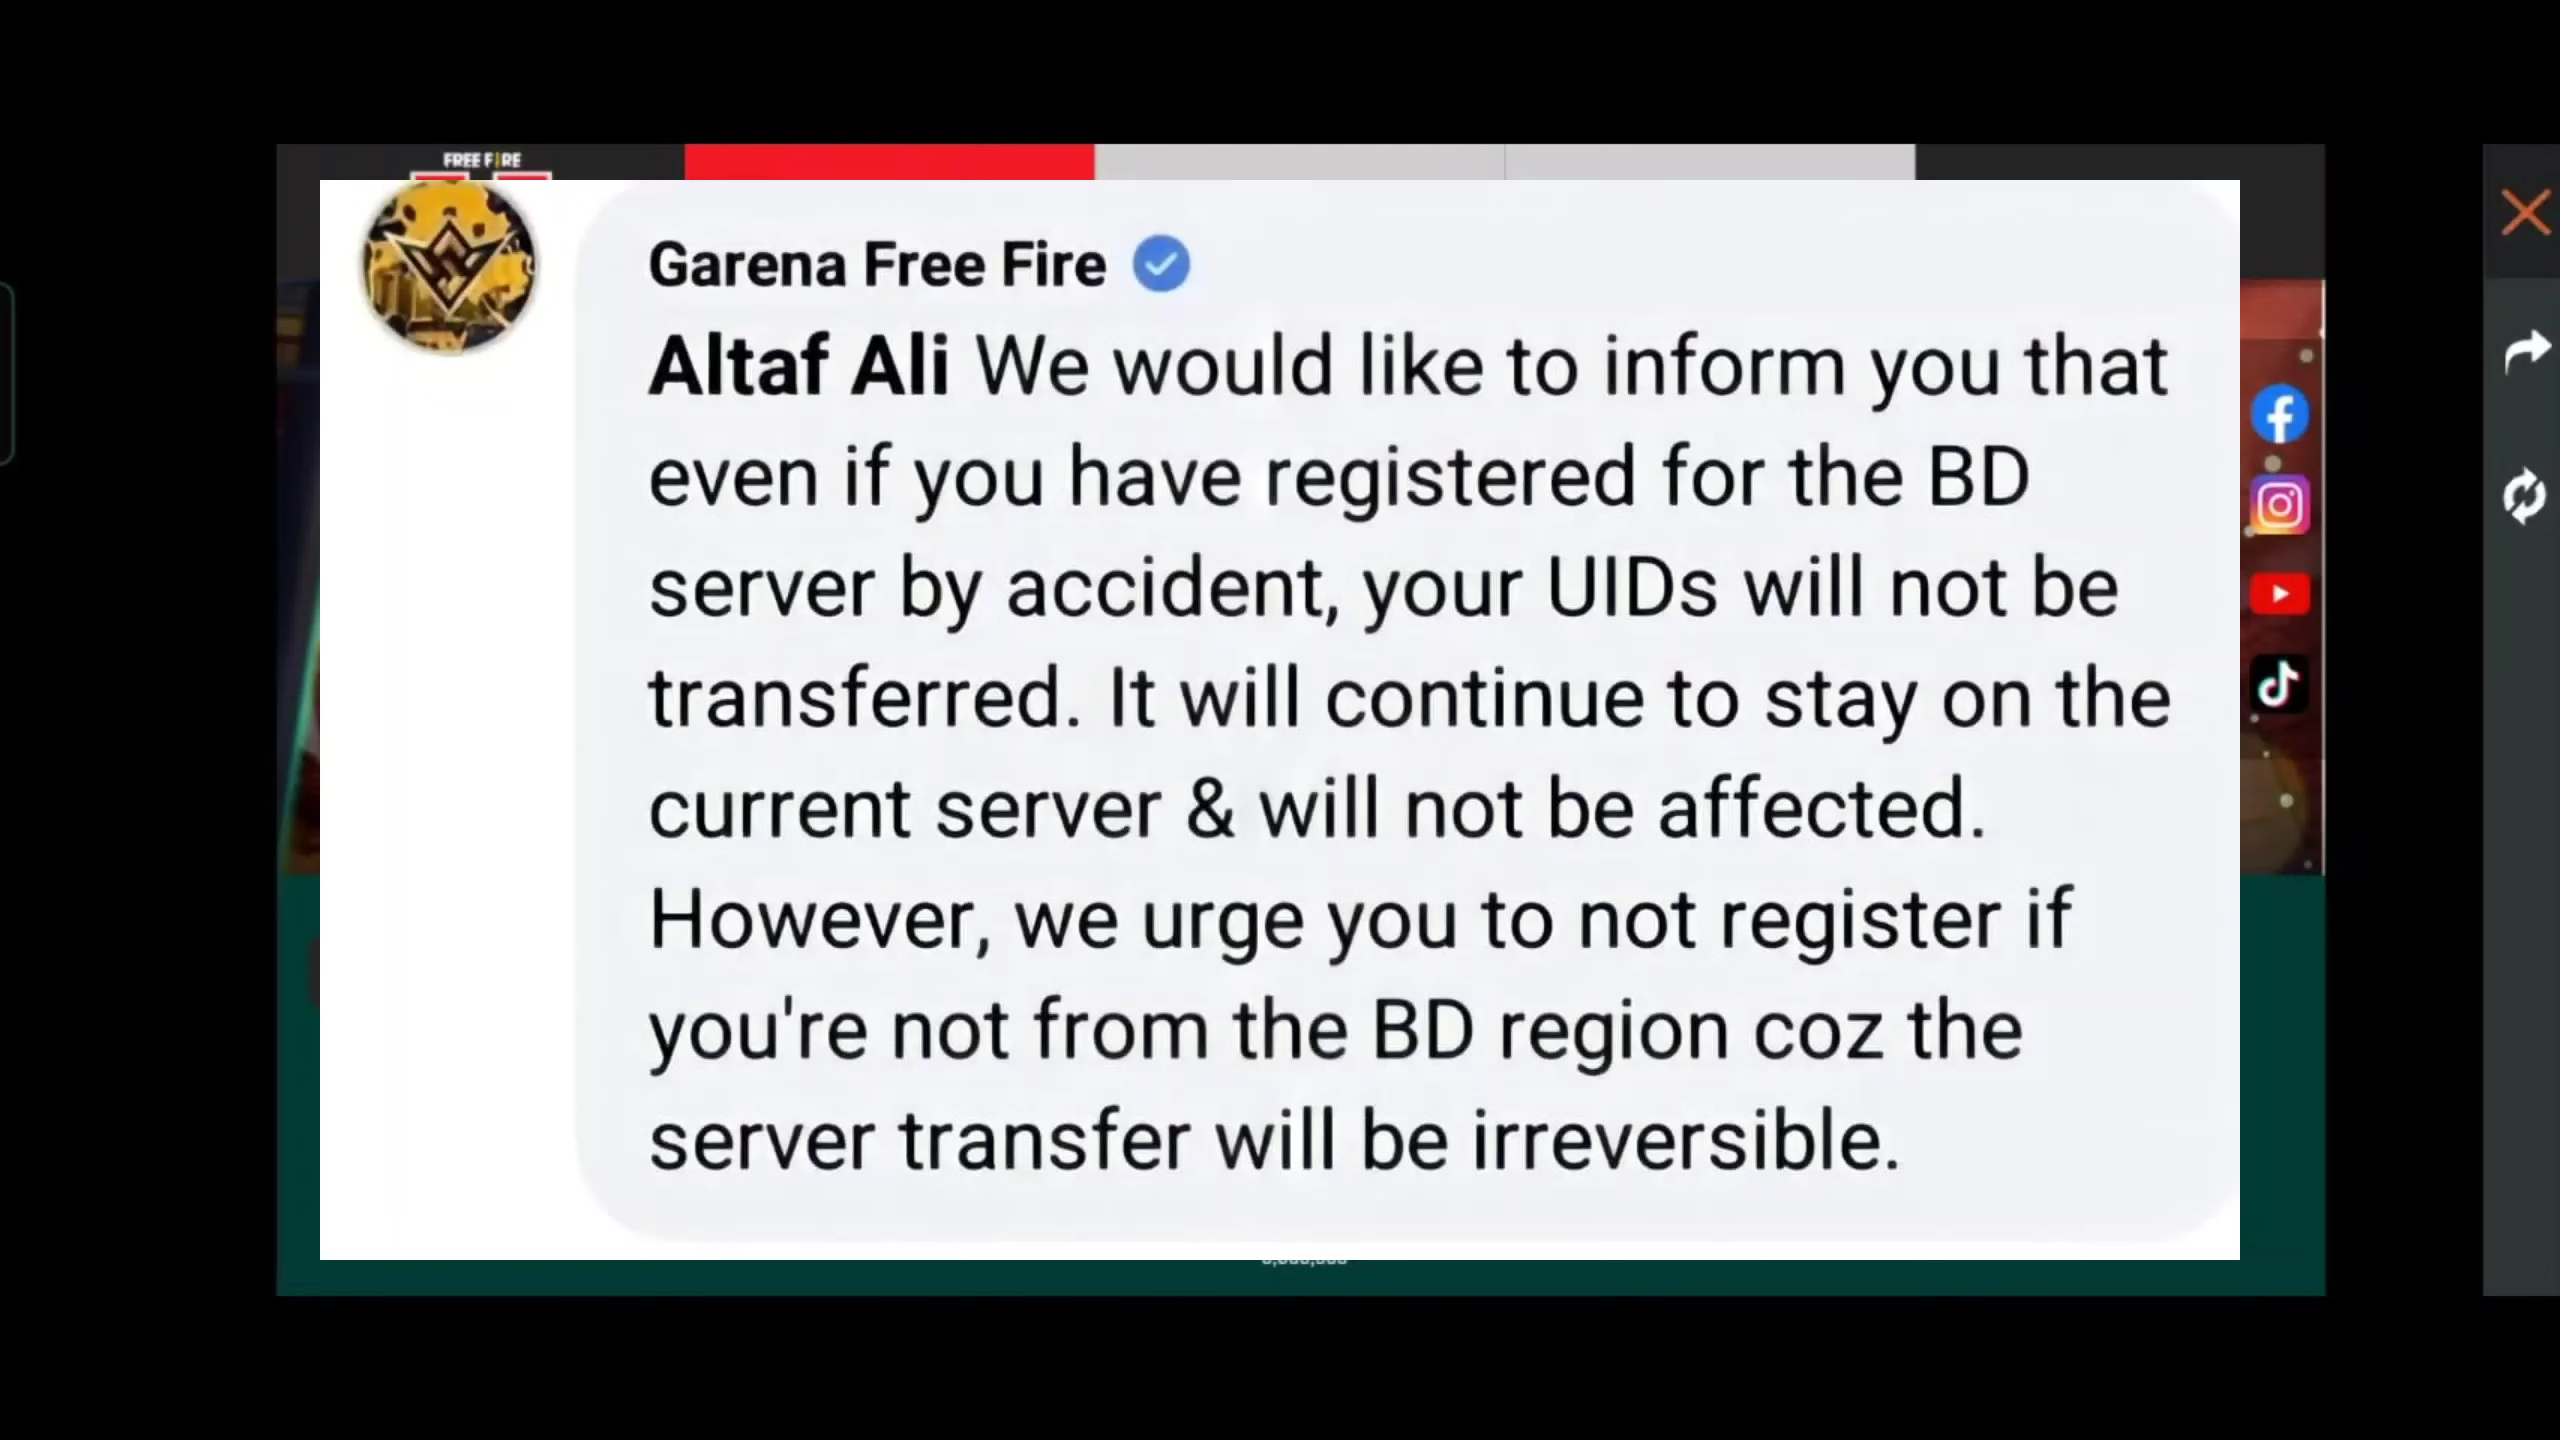 FREE FIRE
Garena Free Fire
Altaf Ali We would like to inform you that
even if you have registered for the BD
server by accident, your UIDs will not be
transferred. It will continue to stay on the
current server & will not be affected.
However, we urge you to not register if
you're not from the BD region coz the
server transfer will be irreversible.